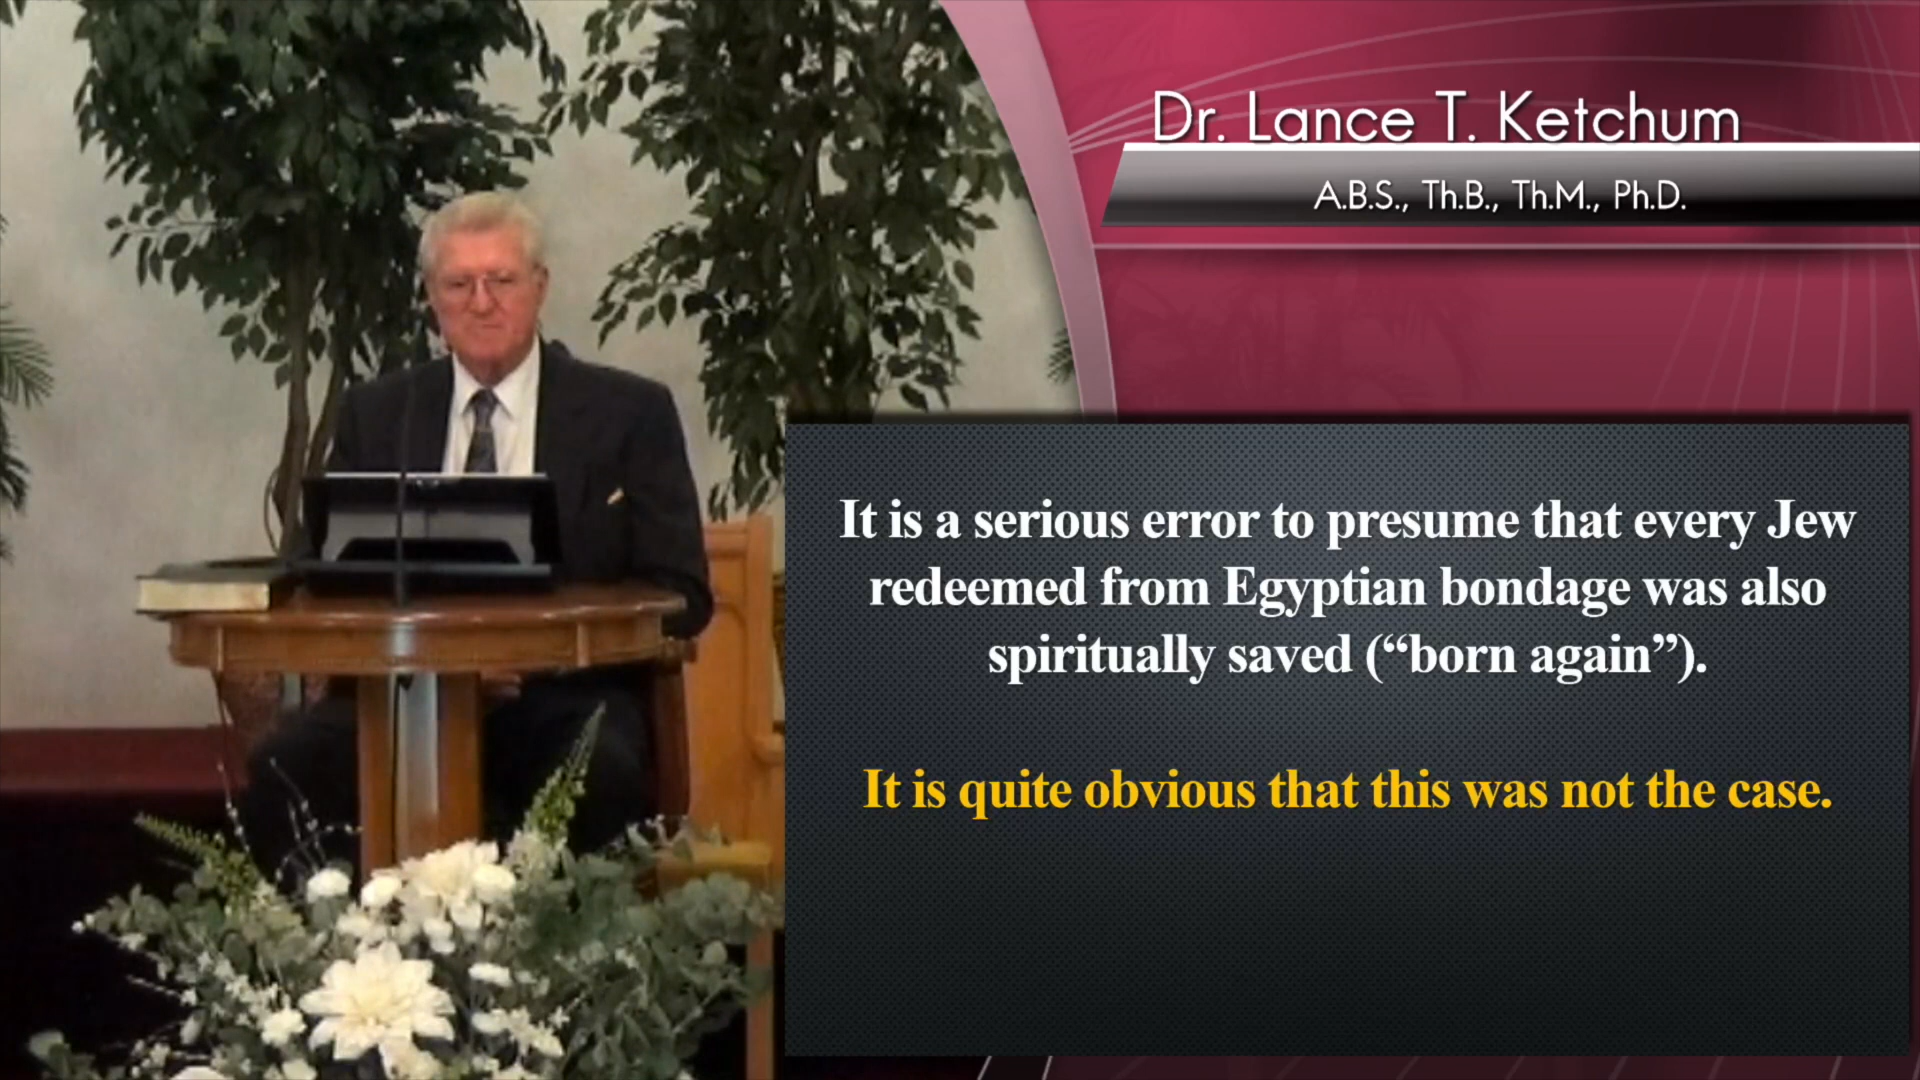 Dr. Lance T. Ketchum
A.B.S., Th.B., Th.M., Ph.D.
It is a serious error to presume that every Jew
redeemed from Egyptian bondage was also
spiritually saved (“born again”).
It is quite obvious that this was not the case.